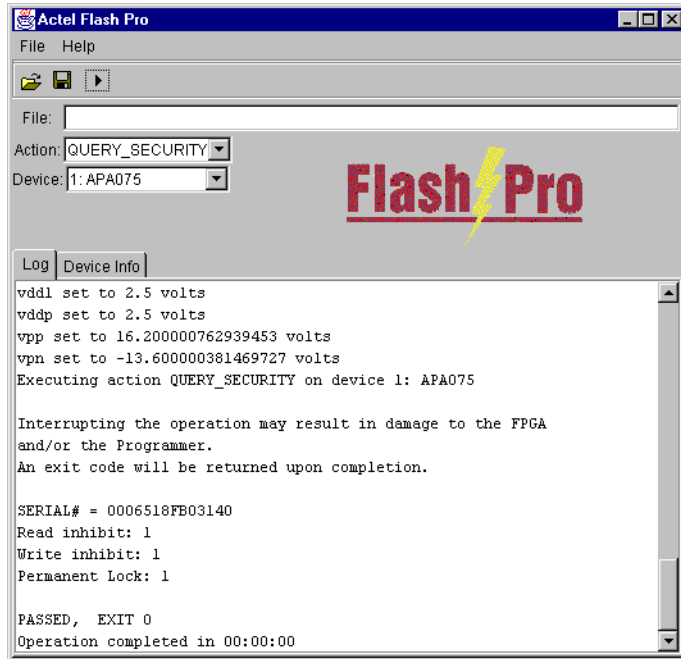 Actel Flash Pro
File Help
File:
Action: QUERY_SECURITY
Device: 1: APA075
Flash Pro
Log Device Info
vddl set to 2.5 volts
vddp set to 2.5 volts
vpp set to 16.200000762939453 volts
vpn set to -13.600000381469727 volts
Executing action QUERY_SECURITY on device 1: APA075
Interrupting the operation may result in damage to the FPGA
and/or the Programmer.
An exit code will be returned upon completion.
SERIAL# = 0006518FB03140
Read inhibit: 1
Write inhibit: 1
Permanent Lock: 1
PASSED, EXIT 0
Operation completed in 00:00:00